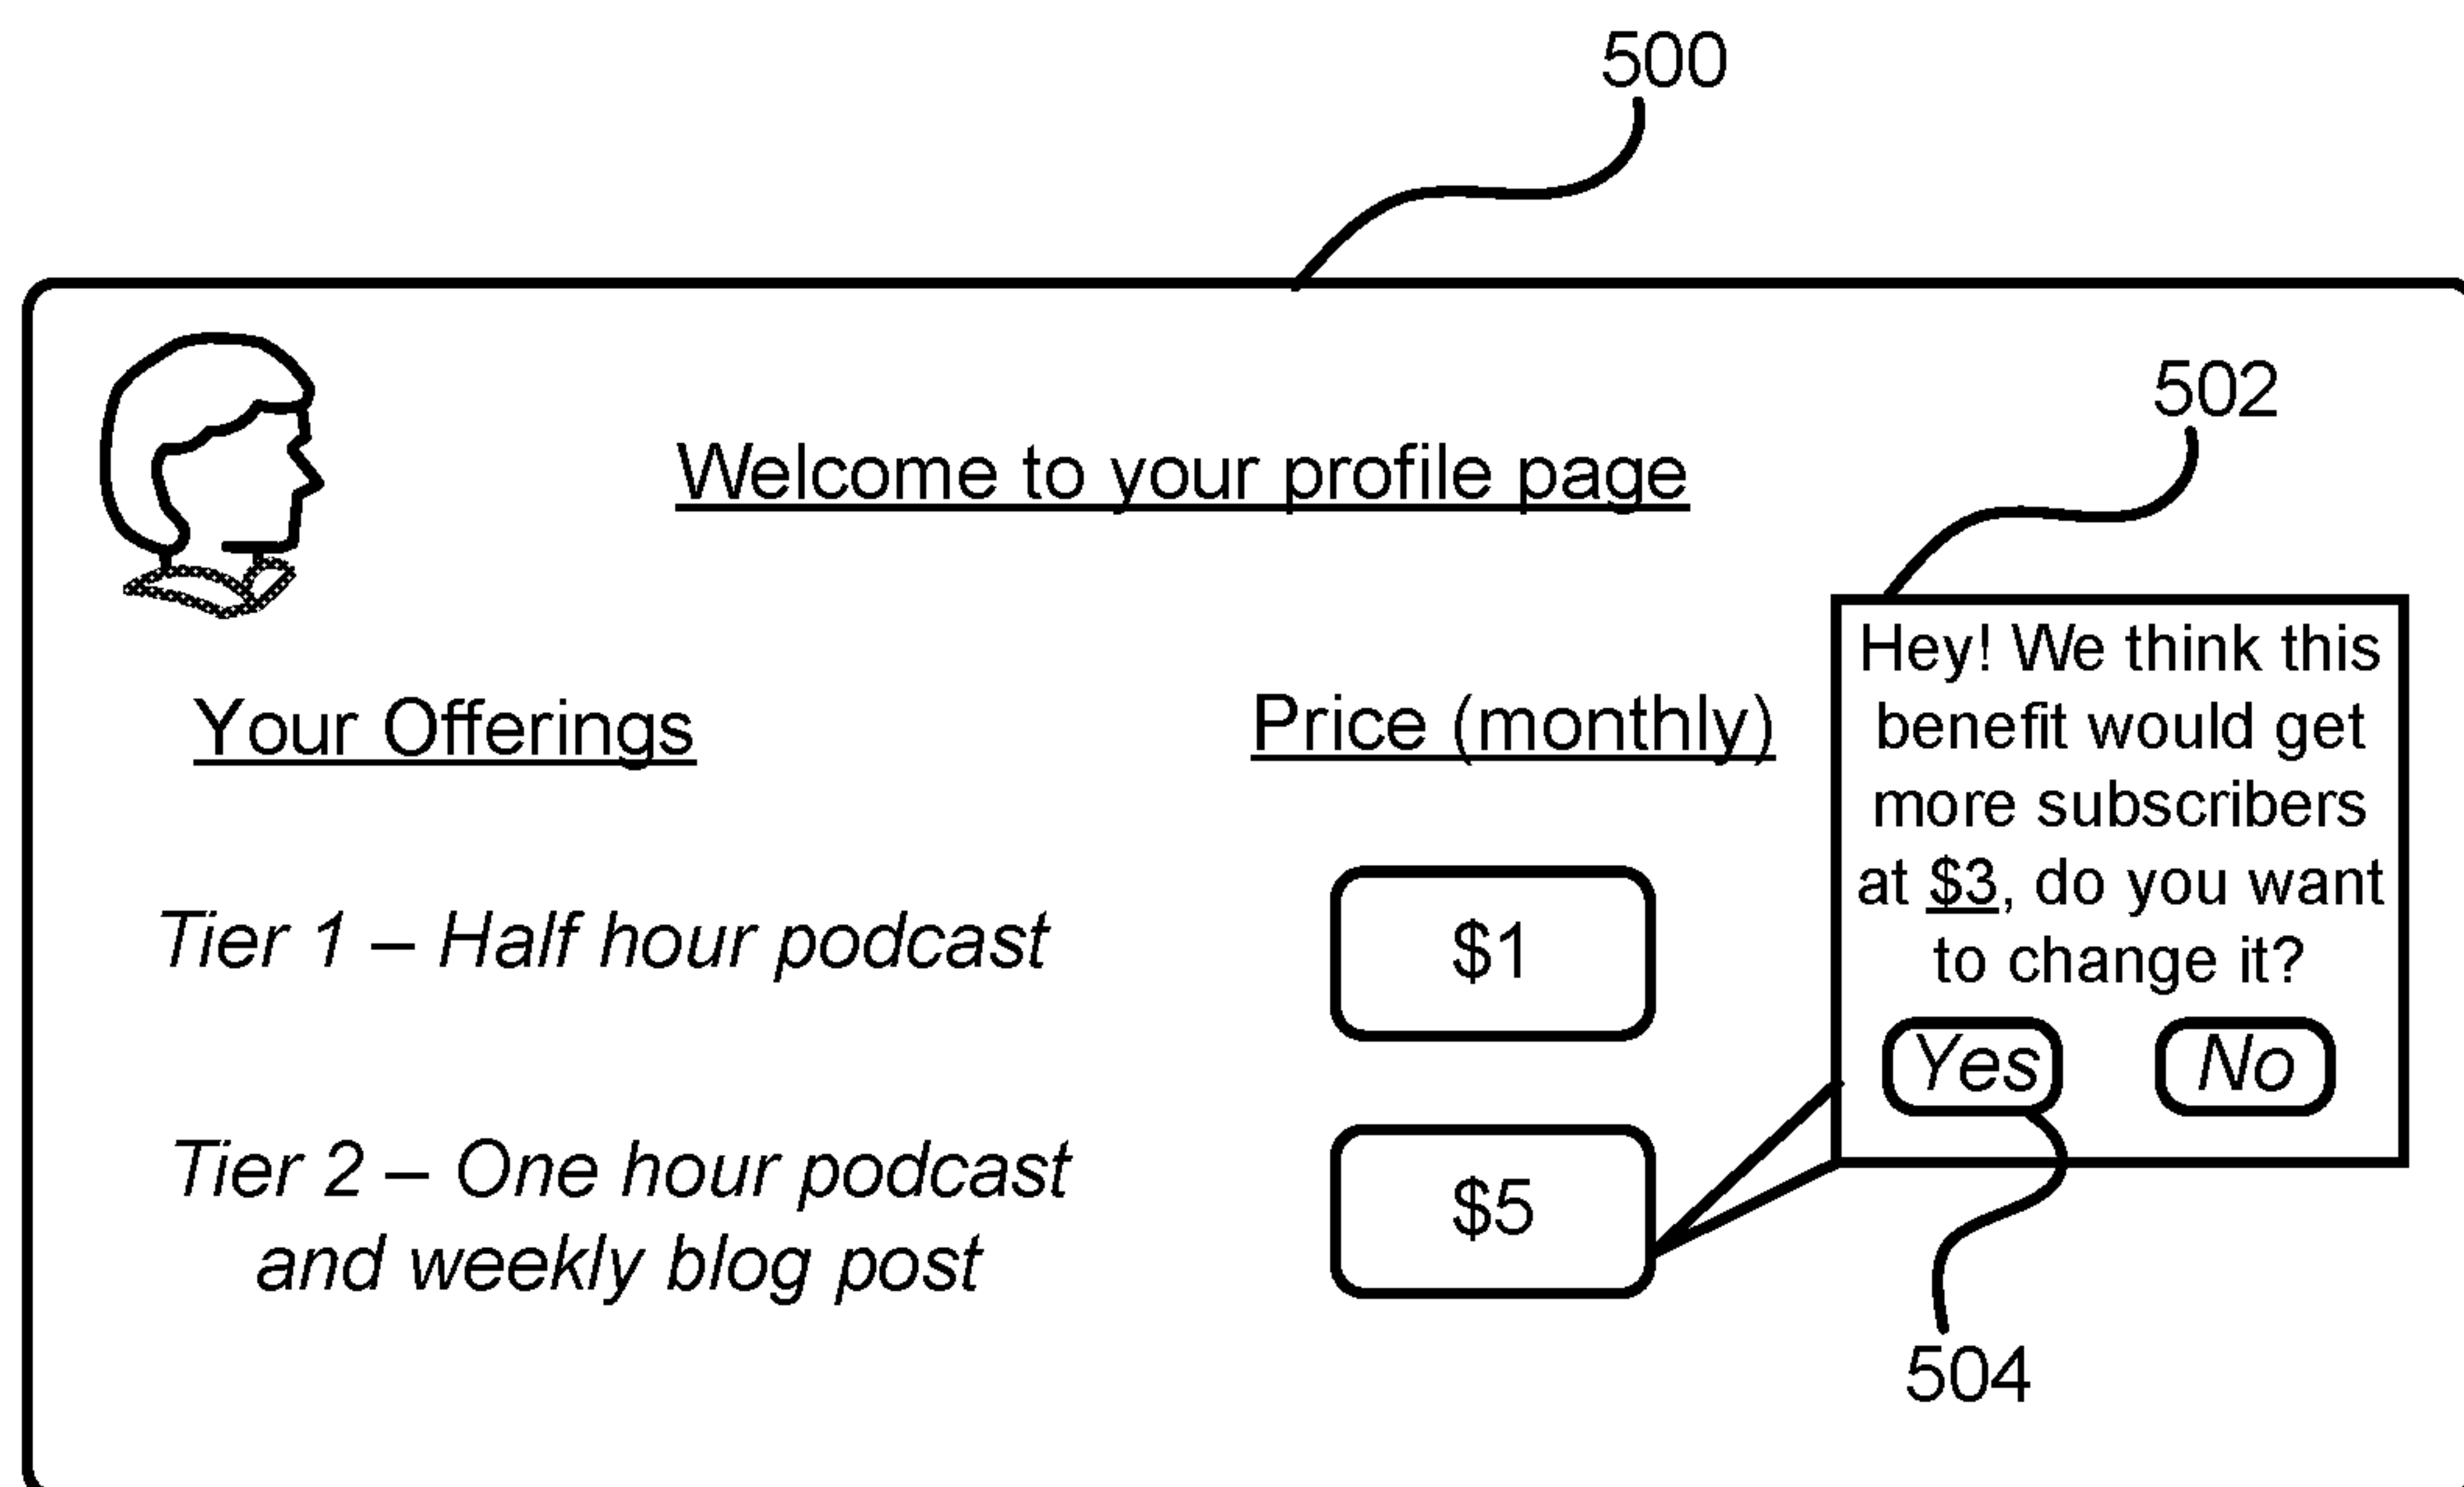 500
502
Welcome to your profile page
Hey! We think this
benefit would get
more subscribers
at $3, do you want
to change it?
Yes No
Your Offerings Price (monthly)
Tier 1 – Half hour podcast $1
Tier 2 – One hour podcast
and weekly blog post
$5
504